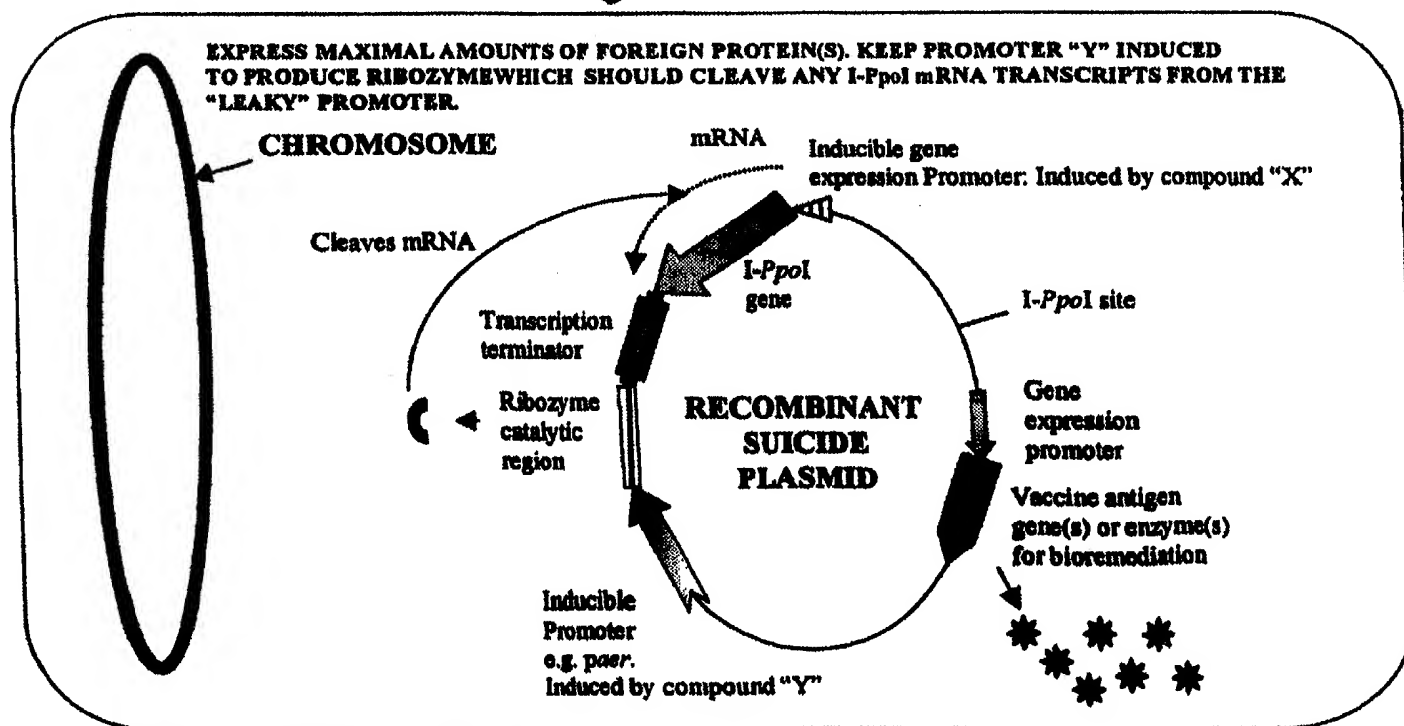 EXPRESS MAXIMAL AMOUNTS OF FOREIGN PROTEIN(S). KEEP PROMOTER "Y" INDUCED
TO PRODUCE RIBOZYMEWHICH SHOULD CLEAVE ANY I-PpoI mRNA TRANSCRIPTS FROM THE
"LEAKY" PROMOTER.
CHROMOSOME
mRNA
Inducible gene
expression Promoter: Induced by compound "X"
Cleaves mRNA
I-PpoI
gene
I-PpoI site
Transcription
terminator
Ribozyme
catalytic
region
RECOMBINANT
SUICIDE
PLASMID
Gene
expression
promoter
Vaccine antigen
gene(s) or enzyme(s)
for bioremediation
Inducible
Promoter
e.g. paer.
Induced by compound "Y"